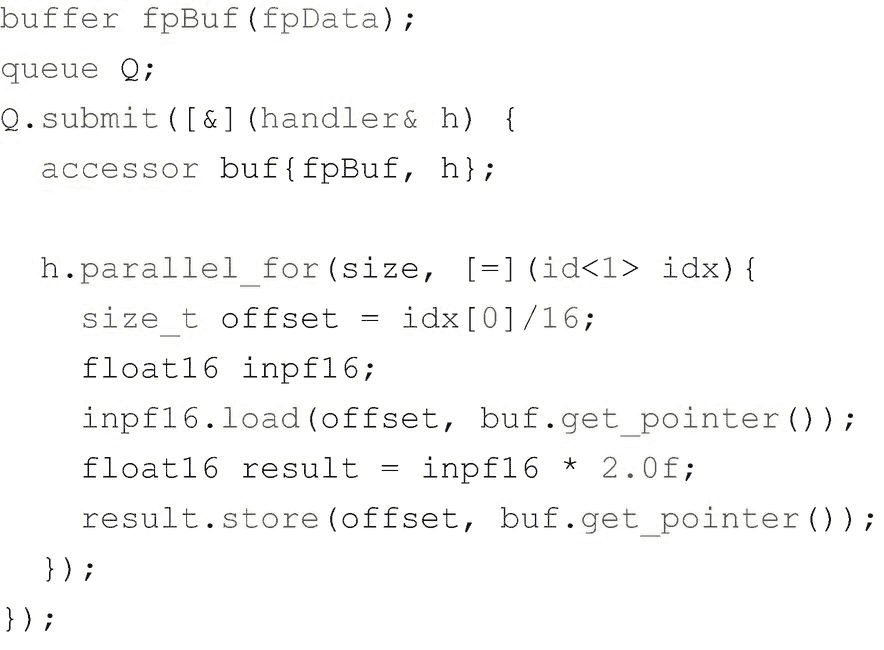 buffer fpBuf(fpData);
queue Q;
Q.submit([&](handler& h) {
  accessor buf{fpBuf, h};

  h.parallel_for(size, [=](id<1> idx){
    size_t offset = idx[0]/16;
    float16 inpf16;
    inpf16.load(offset, buf.get_pointer());
    float16 result = inpf16 * 2.0f;
    result.store(offset, buf.get_pointer());
  });
});